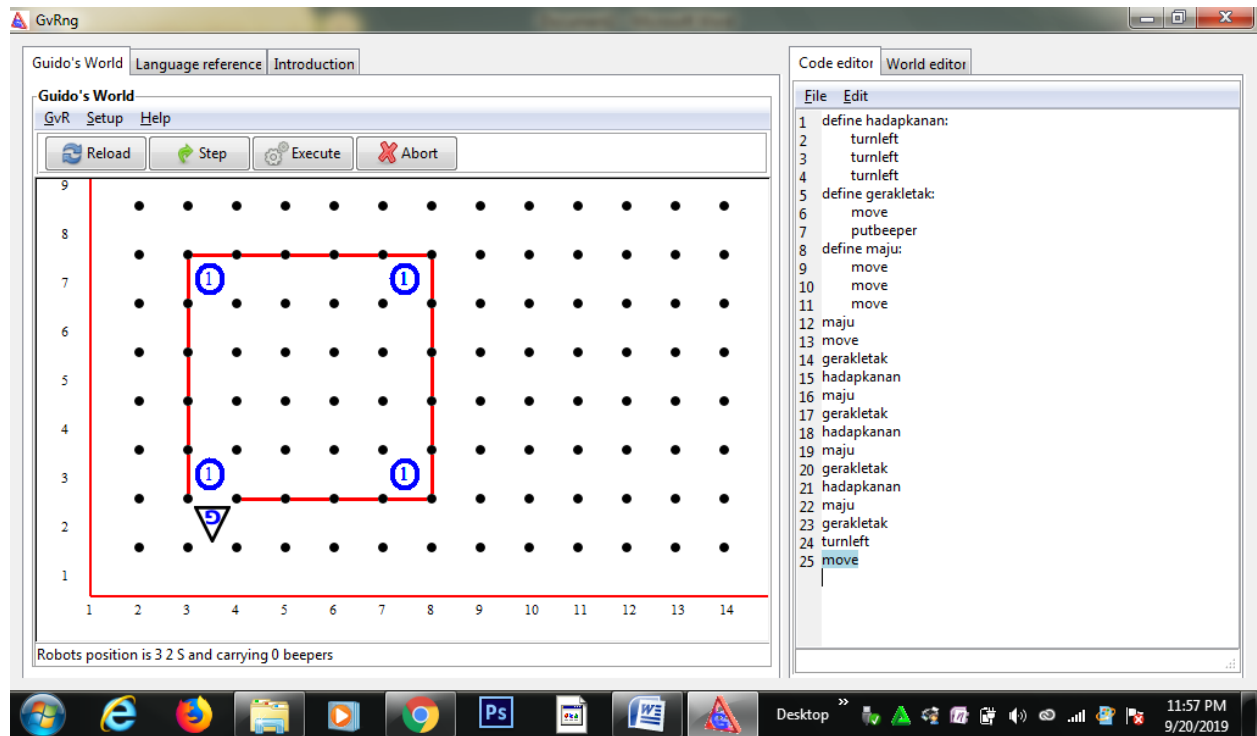 GvRng
Guido's World Language reference Introduction
Guido's World
GvR Setup Help
Reload Step Execute Abort
9
8
7
6
5
4
3
2
1
1 1
1 1
G
1 2 3 4 5 6 7 8 9 10 11 12 13 14
Robots position is 3 2 S and carrying 0 beepers
Code editor World editor
File Edit
1 define hadapkanan:
2 turnleft
3 turnleft
4 turnleft
5 define gerakletak:
6 move
7 putbeeper
8 define maju:
9 move
10 move
11 move
12 maju
13 move
14 gerakletak
15 hadapkanan
16 maju
17 gerakletak
18 hadapkanan
19 maju
20 gerakletak
21 hadapkanan
22 maju
23 gerakletak
24 turnleft
25 move
Ps
W
Desktop »
11:57 PM
9/20/2019